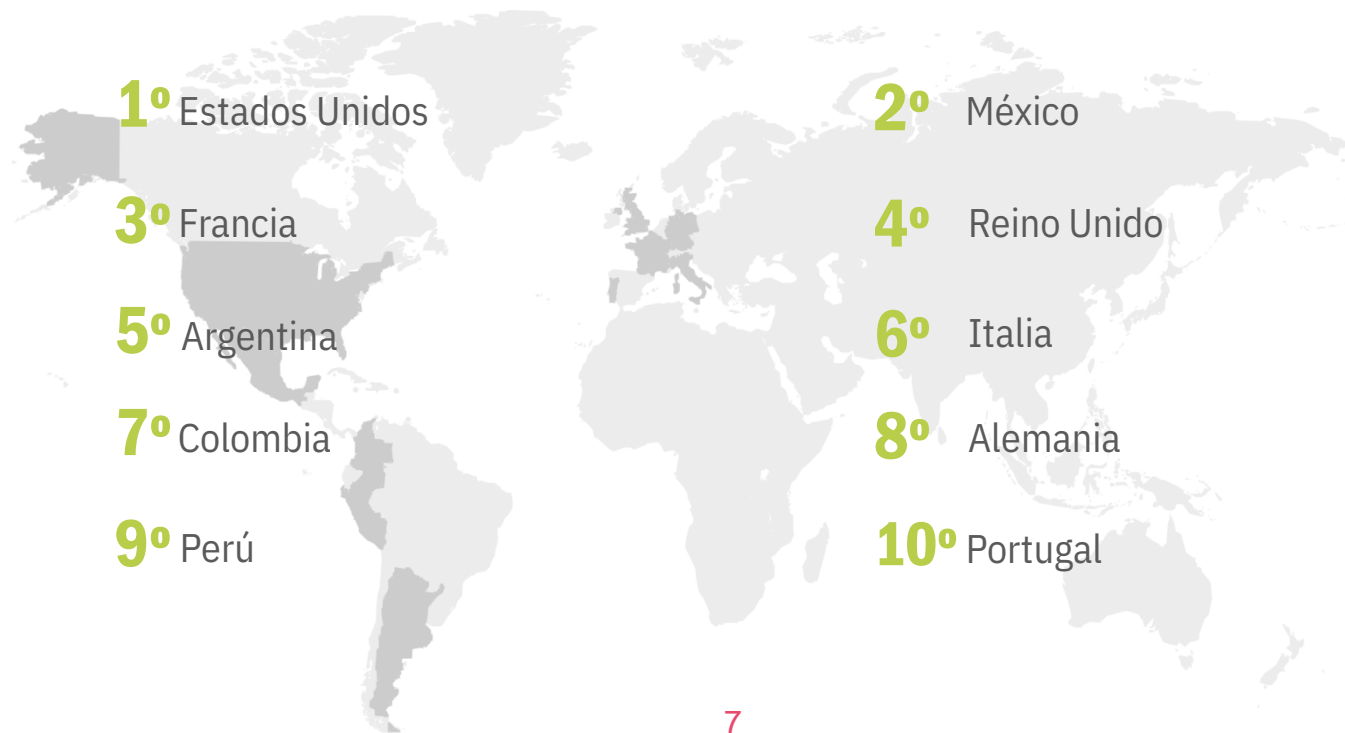 1º Estados Unidos
2º México
3º Francia
4º Reino Unido
5º Argentina
6º Italia
7º Colombia
8º Alemania
9º Perú
10º Portugal
7